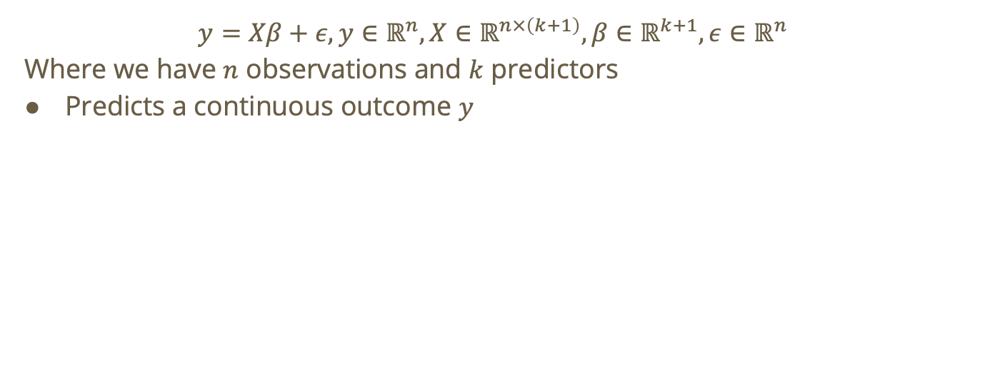 𝑦 = 𝑋𝛽 + 𝜖, 𝑦 ∈ ℝⁿ, 𝑋 ∈ ℝⁿˣ⁽ᵏ⁺¹⁾, 𝛽 ∈ ℝᵏ⁺¹, 𝜖 ∈ ℝⁿ
Where we have 𝑛 observations and 𝑘 predictors
● Predicts a continuous outcome 𝑦